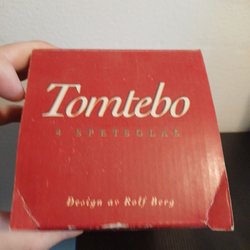 Tomtebo
4 SPETSGLAS
Design av Rolf Berg